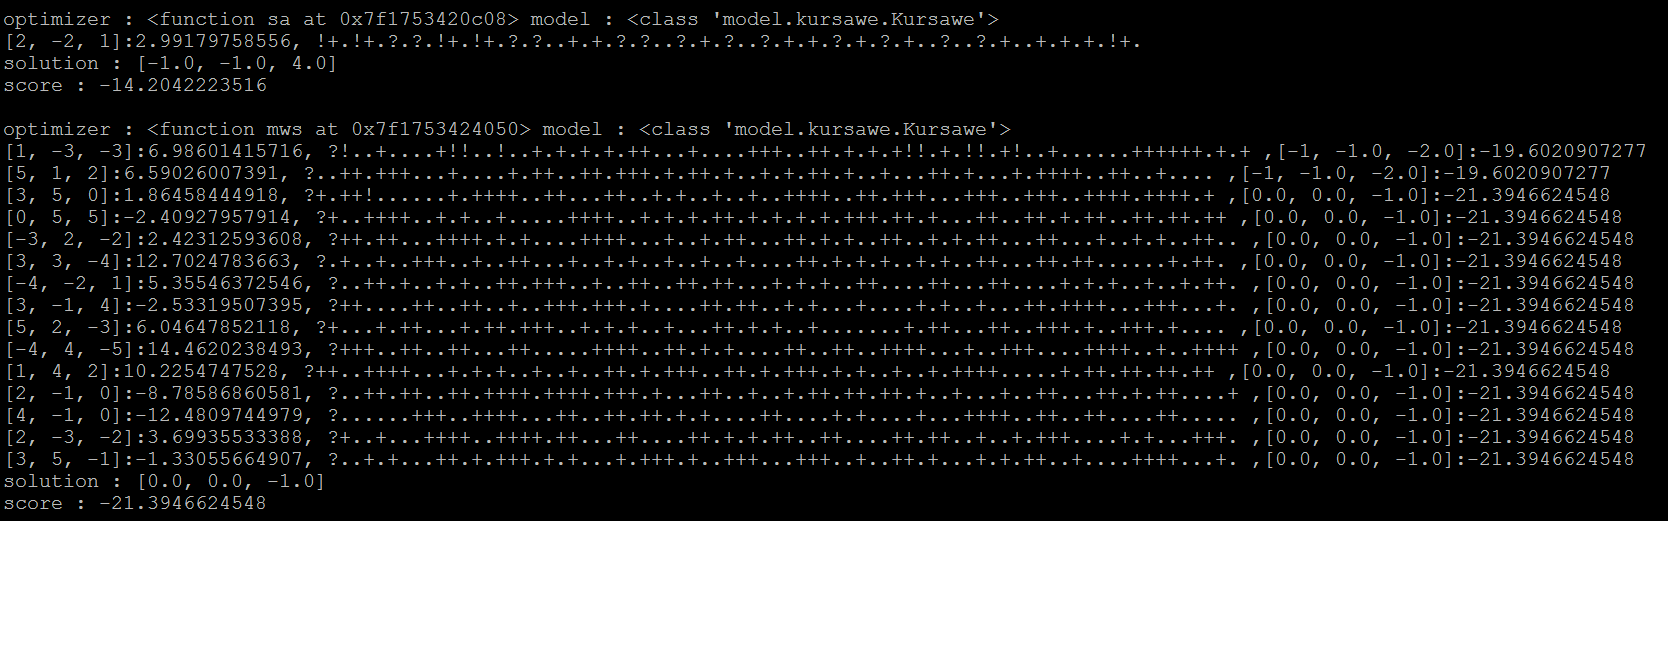 optimizer : <function sa at 0x7f1753420c08> model : <class 'model.kursawe.Kursawe'>
[2, -2, 1]:2.99179758556, !+.!+.?.?.!+.!+.?.?..+.+.?.?..?.+.?..?.+.+.?.+.?.+..?..?.+..+.+.+.!+.
solution : [-1.0, -1.0, 4.0]
score : -14.2042223516
optimizer : <function mws at 0x7f1753424050> model : <class 'model.kursawe.Kursawe'>
[1, -3, -3]:6.98601415716, ?!..+....+!!..!..+.+.+.+.++...+....+++..++.+.+.+!!.+.!!.+!..+......++++++.+.+ ,[-1, -1.0, -2.0]:-19.6020907277
[5, 1, 2]:6.59026007391, ?..++.+++...+.+....+..++..+++.+.++.+..+.+..++.+.+++...+..+...+.++++..++..+.... ,[-1, -1.0, -2.0]:-19.6020907277
[3, 5, 0]:1.86458444918, ?+.++!......+.++++..++..++..+.+.+..+.+..+..++++...+++...+++..++..++++.++++.+ ,[0.0, 0.0, -1.0]:-21.3946624548
[0, 5, 5]:-2.40929757914, ?+..++++..++.+.+.....++++.++.+..+.+..++.+..++++.++.+...+..++.+..++.++..++.++ ,[0.0, 0.0, -1.0]:-21.3946624548
[-3, 2, -2]:2.42312593608, ?++.++...++++.+.+....++++...+...+.++...++.+.+..++..+.+.++...++...+..+.+..++.. ,[0.0, 0.0, -1.0]:-21.3946624548
[3, 3, -4]:12.7024783663, ?.+..+..+++..+..++...+..+.+..+..+..+....++.+++.+..+.+..++...++.++......+.++. ,[0.0, 0.0, -1.0]:-21.3946624548
[-4, -2, 1]:5.35546372546, ?..++.+..+.++..++..+...++.+.+..+..++..+.+.+..++....++...++....+.+.+..+..+.++. ,[0.0, 0.0, -1.0]:-21.3946624548
[3, -1, 4]:-2.53319507395, ?++....++..++..+...+++.+++.+....++.++..+.+...+....+..+...++.++++...+++...+. ,[0.0, 0.0, -1.0]:-21.3946624548
[5, 2, -3]:6.04647852118, ?+...+.++...+.++.+++..+.+..+.+++.+..+.+..+.......+.++...++..+++.+..+++.+.... ,[0.0, 0.0, -1.0]:-21.3946624548
[-4, 4, -5]:14.4620238493, ?+++..++..++...++.....++++..++.+.+....++..++..++++...+..+++....++++..+..++++ ,[0.0, 0.0, -1.0]:-21.3946624548
[1, 4, 2]:10.2254747528, ?++..++++...+.+.+..++.+..+.+++..++.+.+++.+.+..+.+..++++.....+.++..++.++.++ ,[0.0, 0.0, -1.0]:-21.3946624548
[2, -1, 0]:-8.78586860581, ?..++.++..++++.++++.+++.+...++..+.++.++.++.++..+..+...+..++...++.+..++....+ ,[0.0, 0.0, -1.0]:-21.3946624548
[4, -1, 0]:-12.4809744979, ?......+++..++++...++..++.++.+.+....++....+.+.....+...++++..++..++....++..... ,[0.0, 0.0, -1.0]:-21.3946624548
[2, -3, -2]:3.69935533388, ?+..+...++++..++++.++...++....++..+.++..++....++.++..+..+.+++....+.+...+++. ,[0.0, 0.0, -1.0]:-21.3946624548
[3, 5, -1]:-1.33055664907, ?..+.+...++.+.+++.+.+...+.+++.+..+++...+++..+..++.+...+.++.++..+....++++...+. ,[0.0, 0.0, -1.0]:-21.3946624548
solution : [0.0, 0.0, -1.0]
score : -21.3946624548